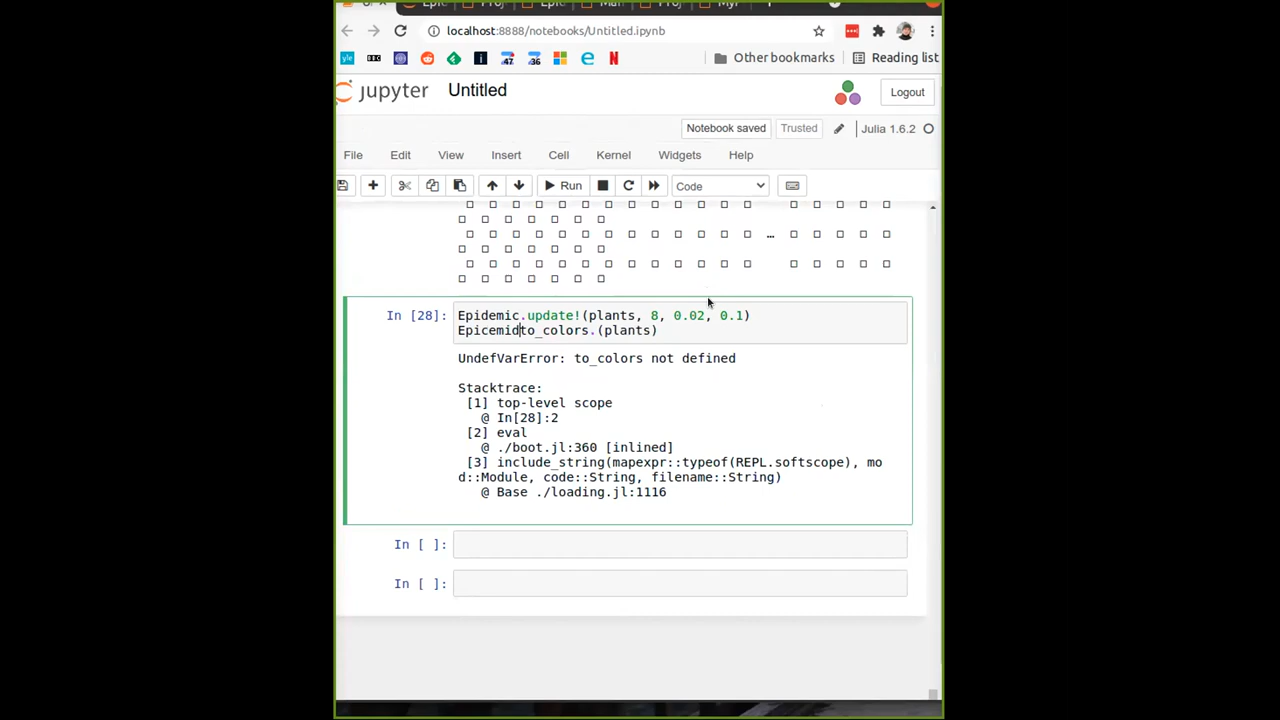 localhost:8888/notebooks/Untitled.ipynb
Other bookmarks
Reading list
jupyter
Untitled
Logout
Notebook saved
Trusted
Julia 1.6.2
File Edit View Insert Cell Kernel Widgets Help
Run
Code
…
In [28]:
Epidemic.update!(plants, 8, 0.02, 0.1)
Epicemidto_colors.(plants)
UndefVarError: to_colors not defined
Stacktrace:
[1] top-level scope
@ In[28]:2
[2] eval
@ ./boot.jl:360 [inlined]
[3] include_string(mapexpr::typeof(REPL.softscope), mo
d::Module, code::String, filename::String)
@ Base ./loading.jl:1116
In [ ]:
In [ ]: